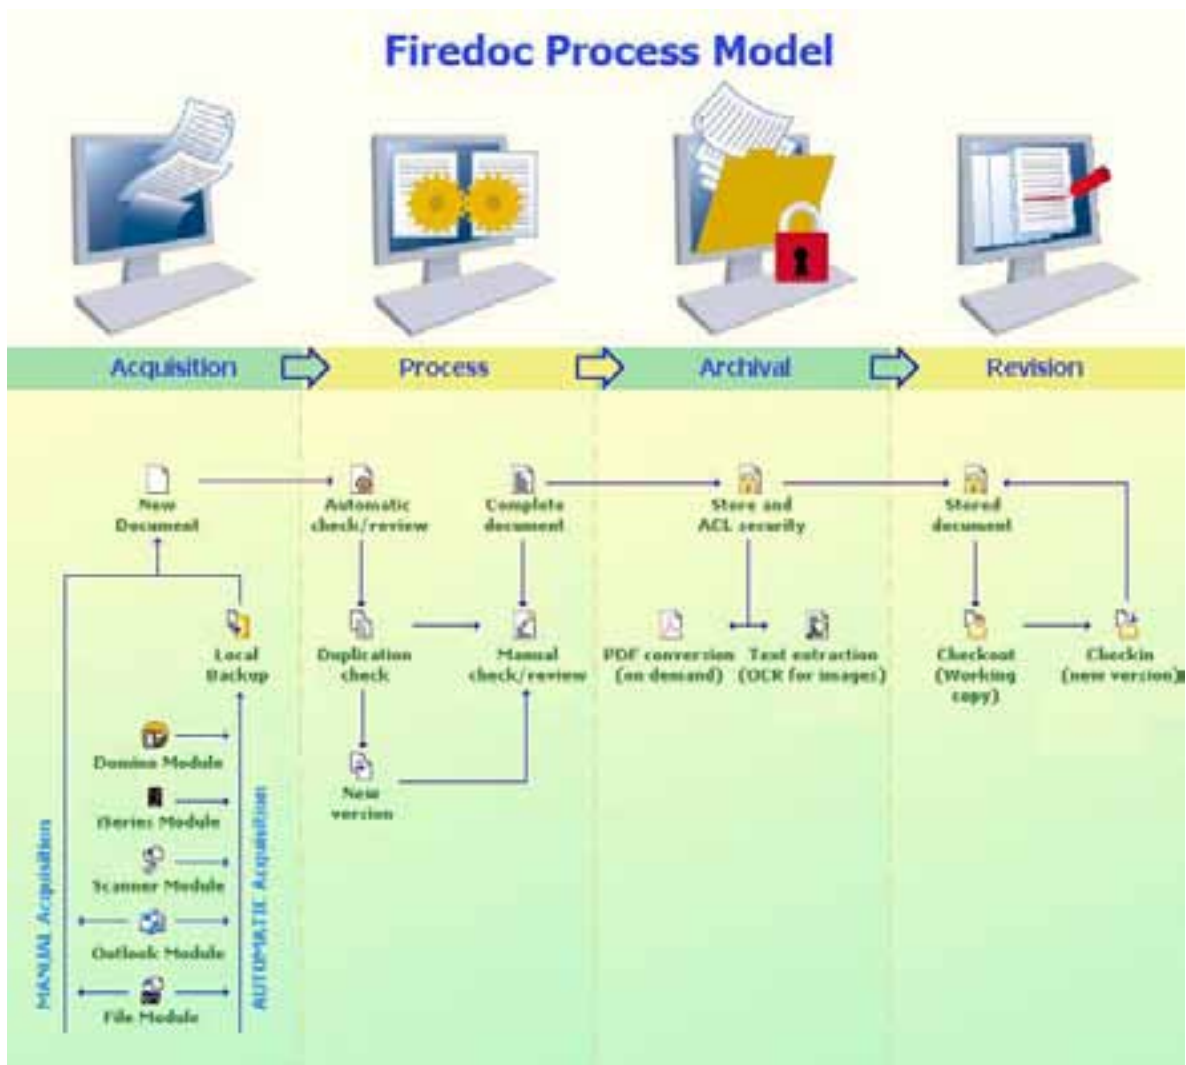 Firedoc Process Model
Acquisition
Process
Archival
Revision
New
Document
Automatic
check/review
Complete
document
Store and
ACL security
Stored
document
Local
Backup
Duplication
check
Manual
check/review
PDF conversion
(on demand)
Text extraction
(OCR for images)
Checkout
(Working
copy)
Checkin
(new version)
Domino Module
New
version
iSeries Module
Scanner Module
Outlook Module
File Module
MANUAL Acquisition
AUTOMATIC Acquisition